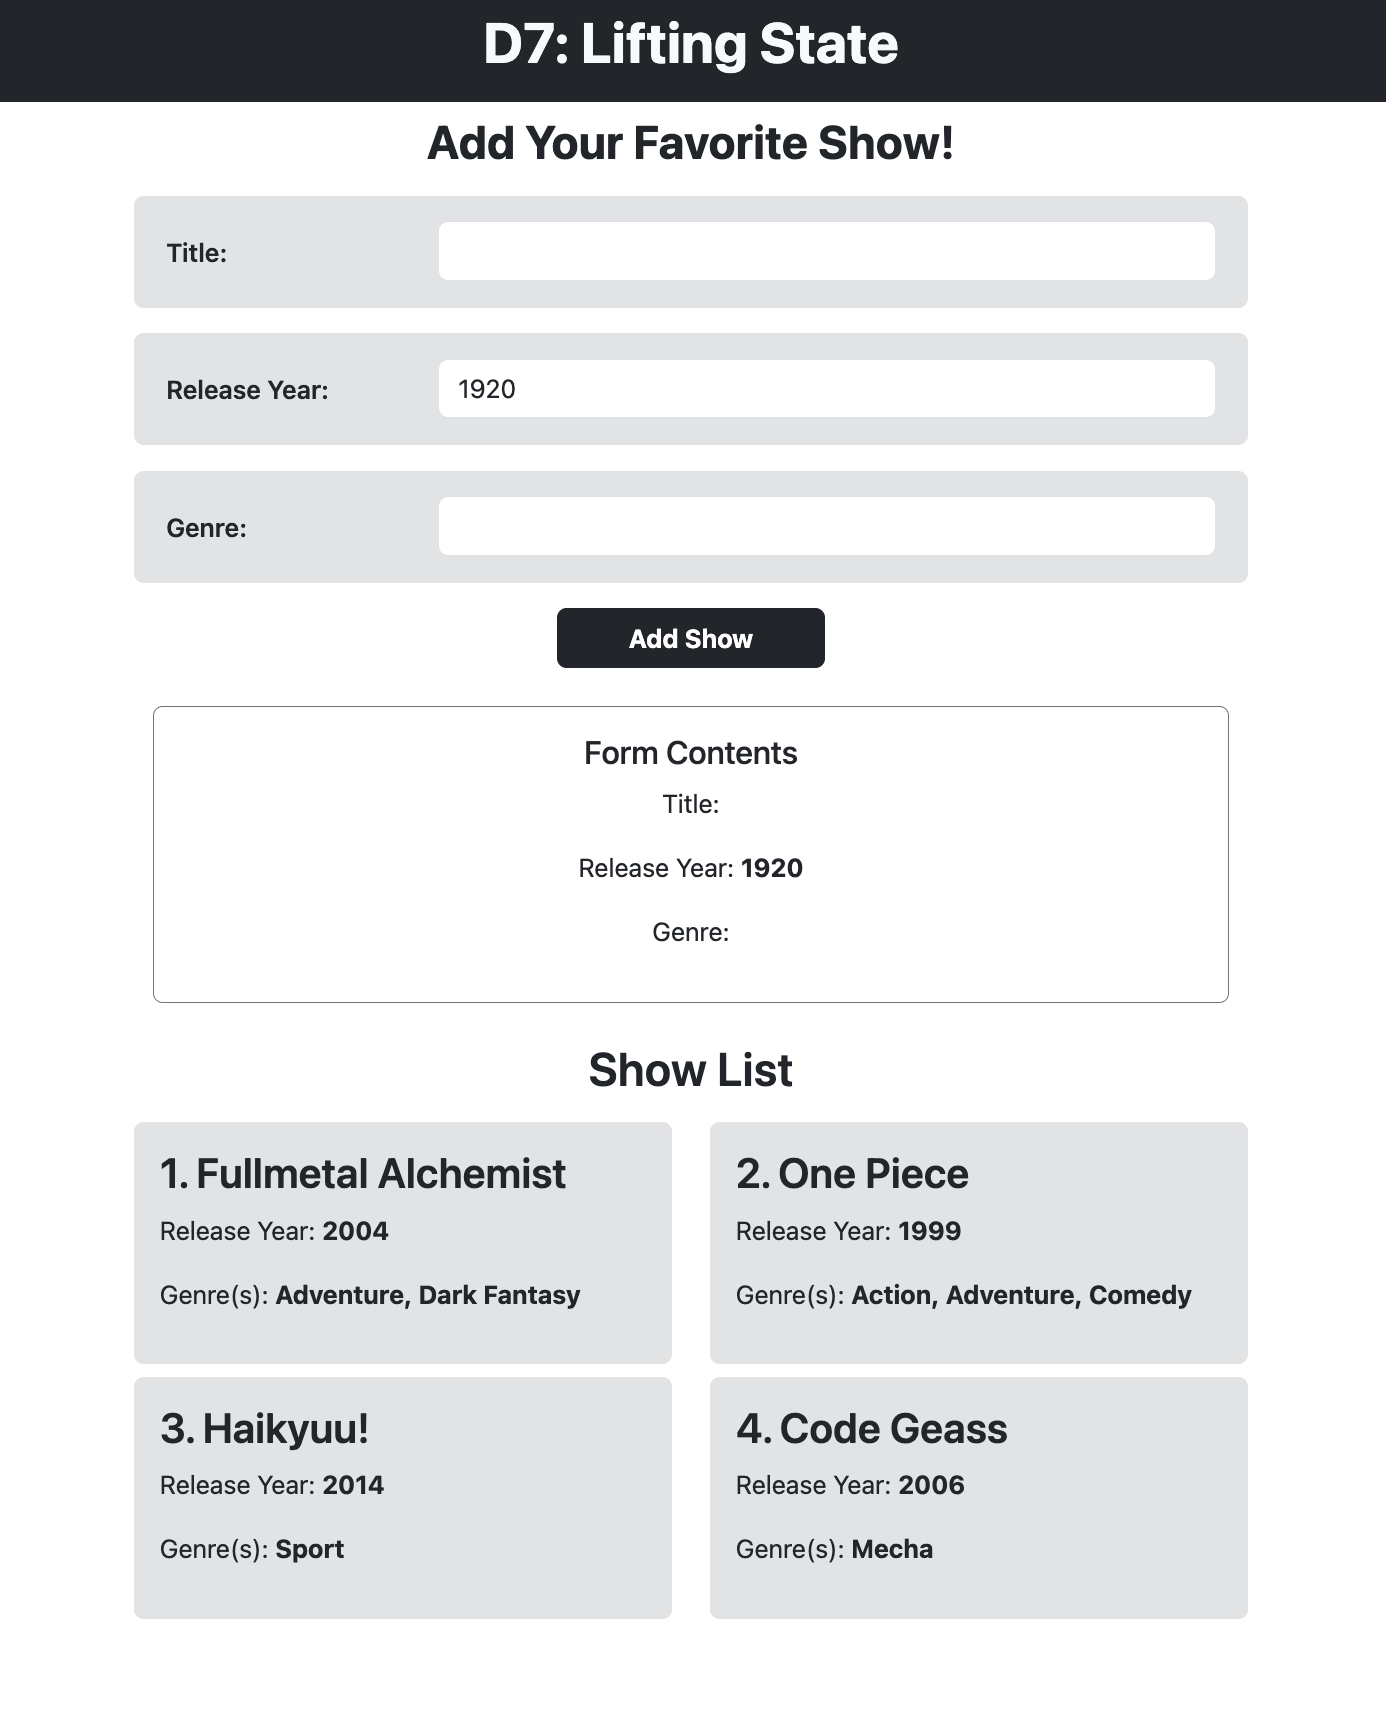 D7: Lifting State
Add Your Favorite Show!
Title:
Release Year:
1920
Genre:
Add Show
Form Contents
Title:
Release Year: 1920
Genre:
Show List
1. Fullmetal Alchemist
Release Year: 2004
Genre(s): Adventure, Dark Fantasy
2. One Piece
Release Year: 1999
Genre(s): Action, Adventure, Comedy
3. Haikyuu!
Release Year: 2014
Genre(s): Sport
4. Code Geass
Release Year: 2006
Genre(s): Mecha